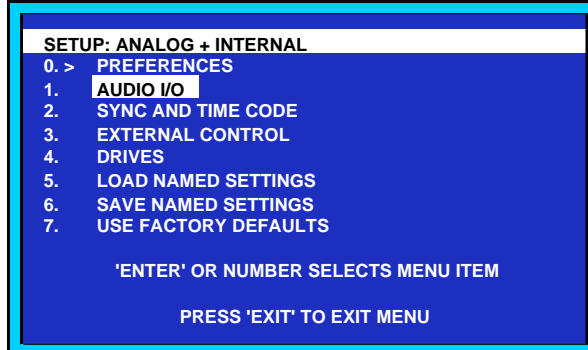 SETUP: ANALOG + INTERNAL
0. > PREFERENCES
1. AUDIO I/O
2. SYNC AND TIME CODE
3. EXTERNAL CONTROL
4. DRIVES
5. LOAD NAMED SETTINGS
6. SAVE NAMED SETTINGS
7. USE FACTORY DEFAULTS
'ENTER' OR NUMBER SELECTS MENU ITEM
PRESS 'EXIT' TO EXIT MENU